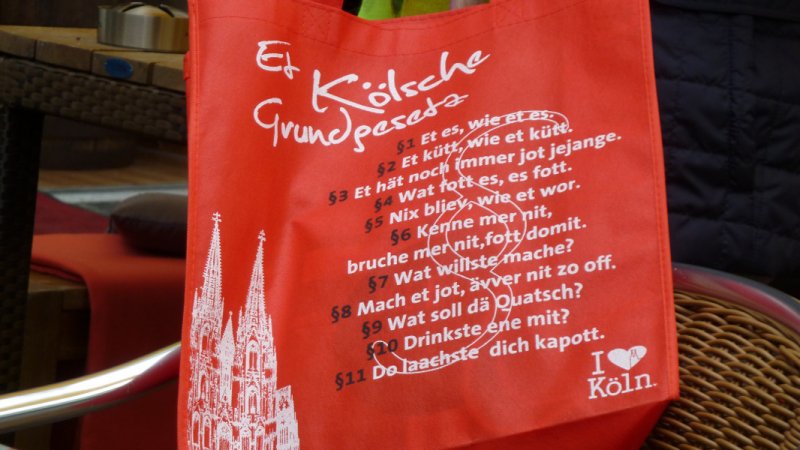 Et Kölsche
Grundgesetz
§1 Et es, wie et es.
§2 Et kütt, wie et kütt.
§3 Et hät noch immer jot jejange.
§4 Wat fott es, es fott.
§5 Nix bliev, wie et wor.
§6 Kenne mer nit,
bruche mer nit,fott domit.
§7 Wat willste mache?
§8 Mach et jot, ävver nit zo off.
§9 Wat soll dä Quatsch?
§10 Drinkste ene mit?
§11 Do laachste dich kapott.
I
Köln.